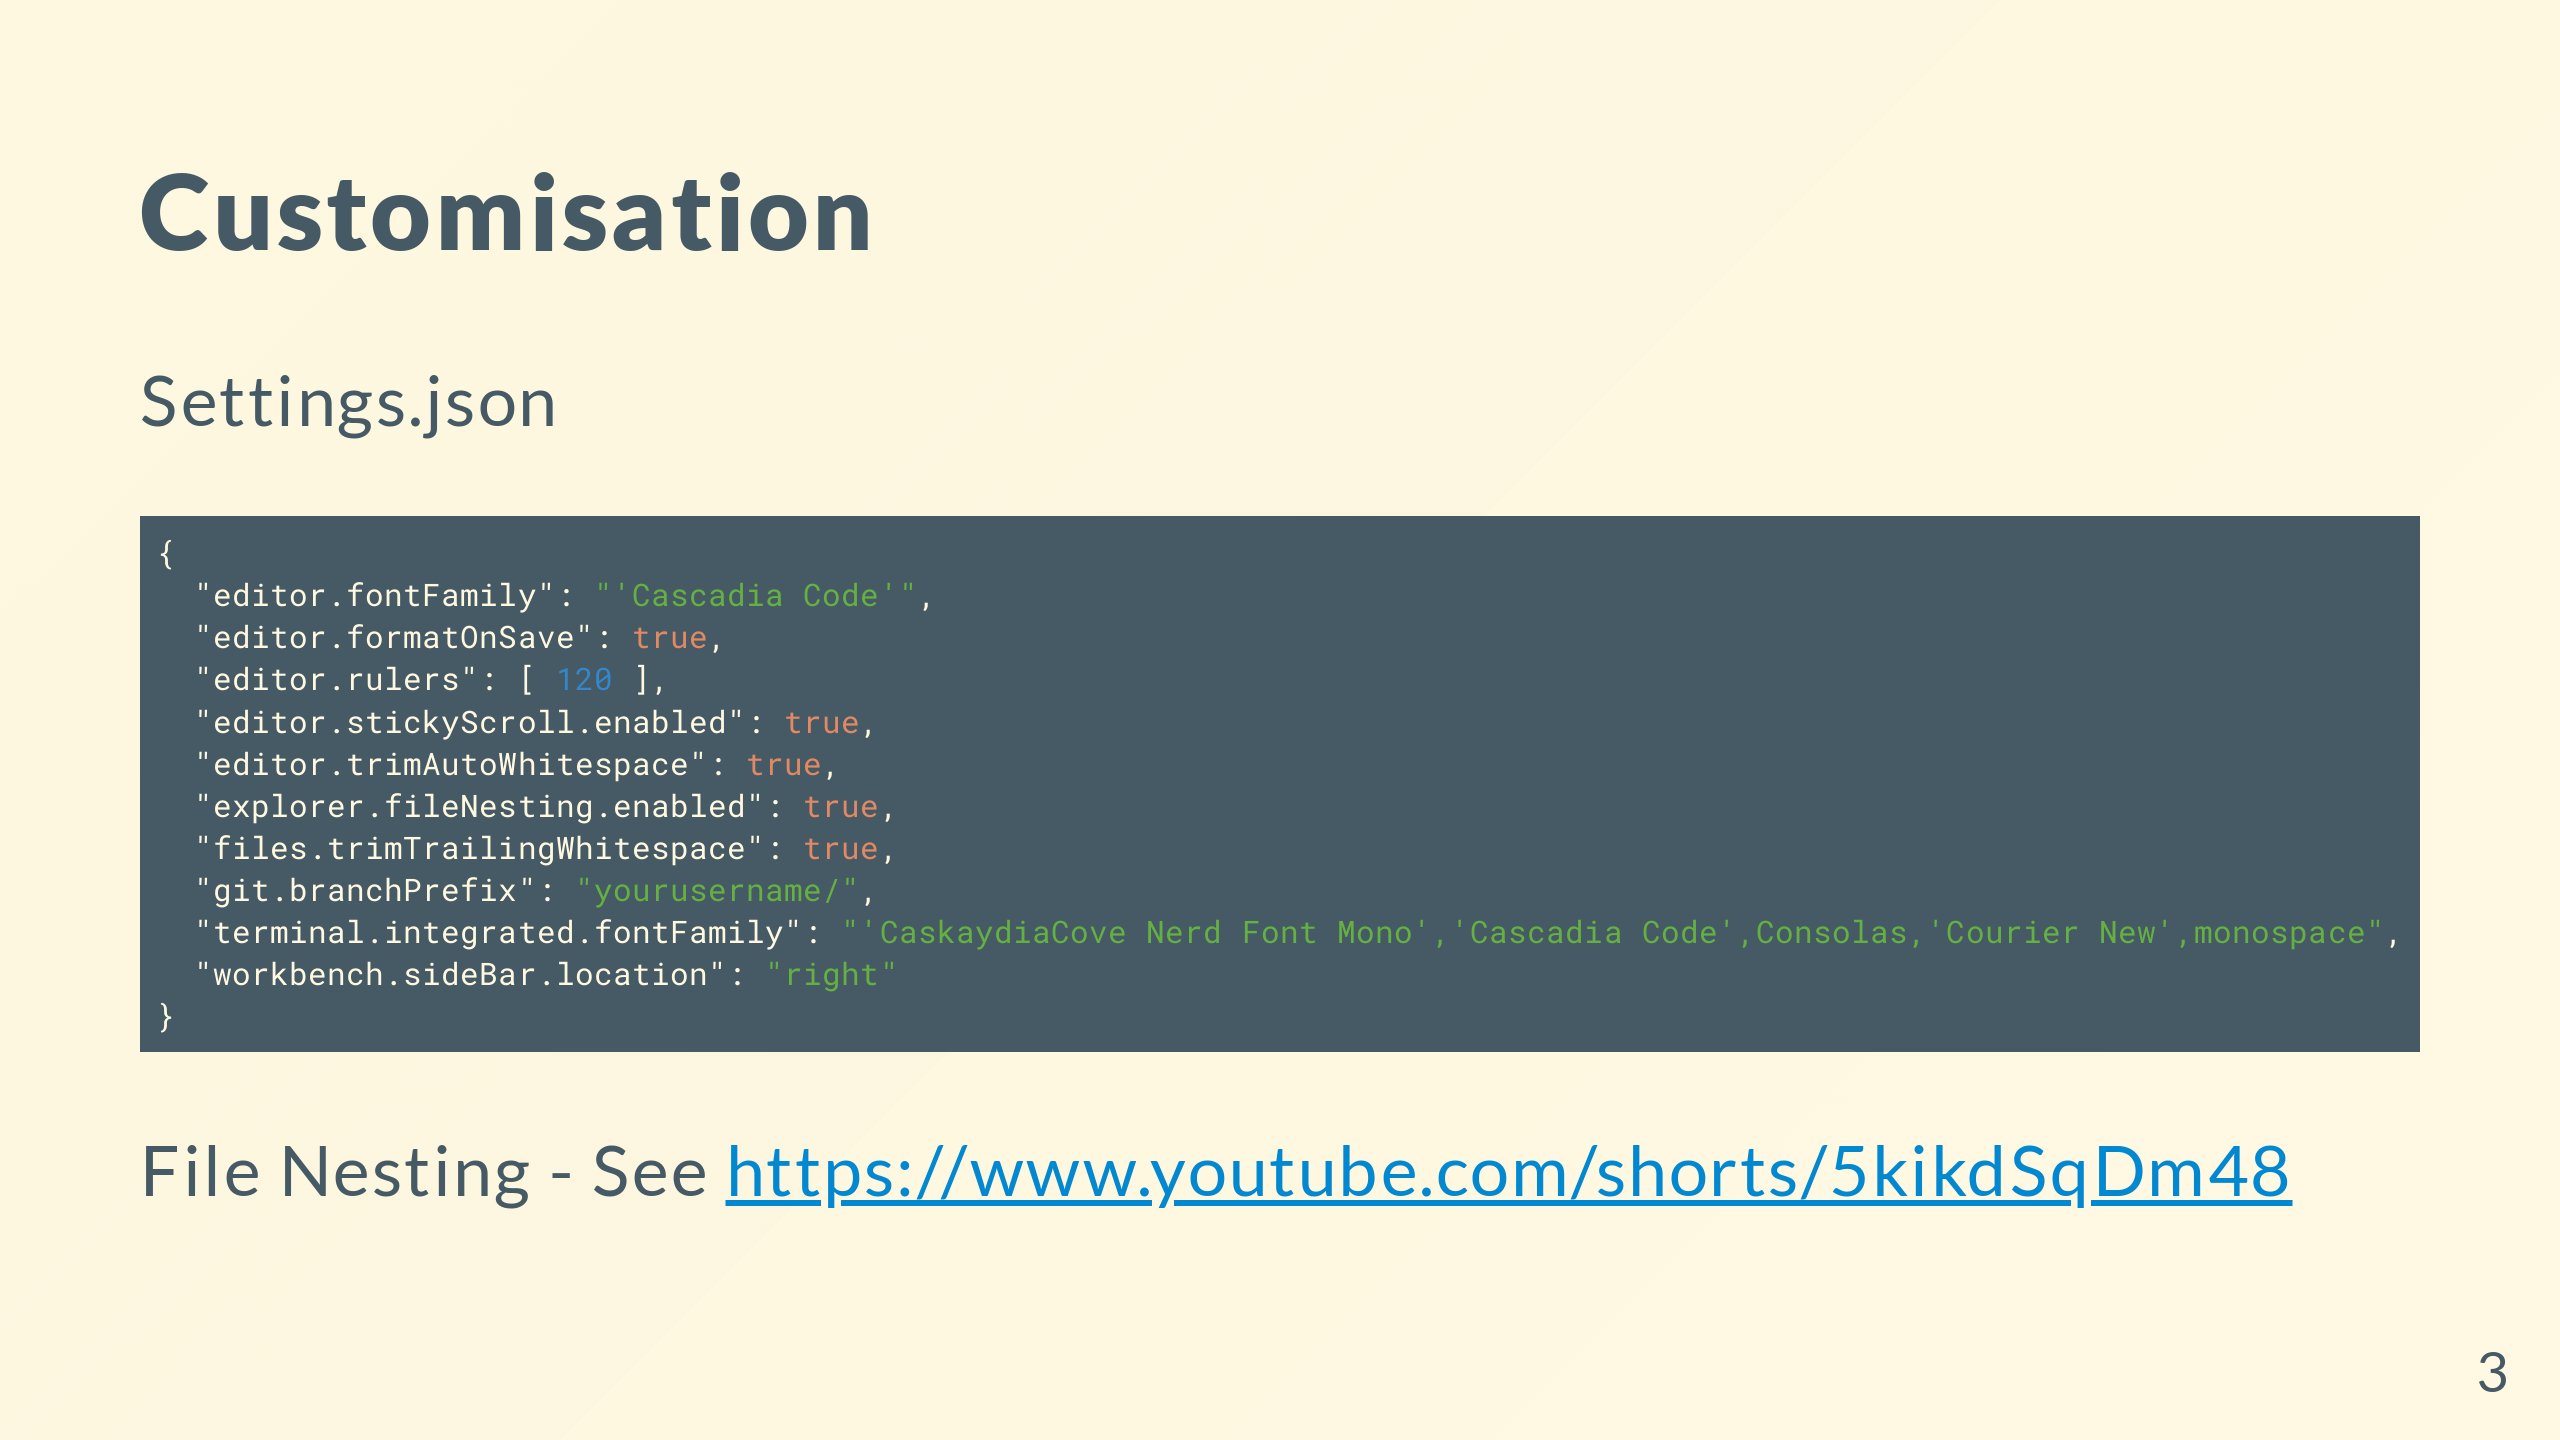 Customisation
Settings.json
{
  "editor.fontFamily": "'Cascadia Code'",
  "editor.formatOnSave": true,
  "editor.rulers": [ 120 ],
  "editor.stickyScroll.enabled": true,
  "editor.trimAutoWhitespace": true,
  "explorer.fileNesting.enabled": true,
  "files.trimTrailingWhitespace": true,
  "git.branchPrefix": "yourusername/",
  "terminal.integrated.fontFamily": "'CaskaydiaCove Nerd Font Mono','Cascadia Code',Consolas,'Courier New',monospace",
  "workbench.sideBar.location": "right"
}
File Nesting - See https://www.youtube.com/shorts/5kikdSqDm48
3